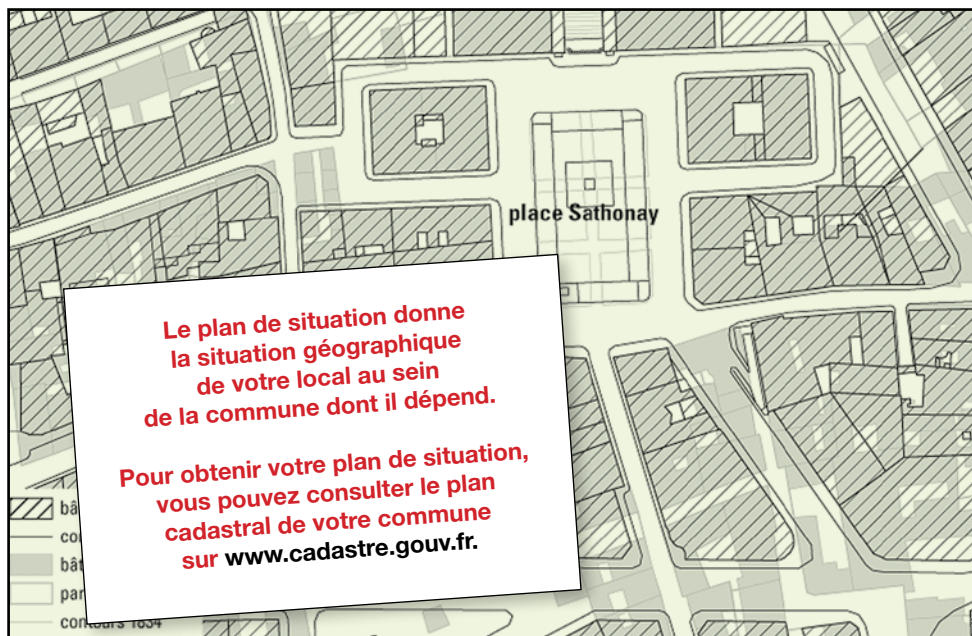 place Sathonay
Le plan de situation donne
la situation géographique
de votre local au sein
de la commune dont il dépend.
Pour obtenir votre plan de situation,
vous pouvez consulter le plan
cadastral de votre commune
sur www.cadastre.gouv.fr.
contours 1834